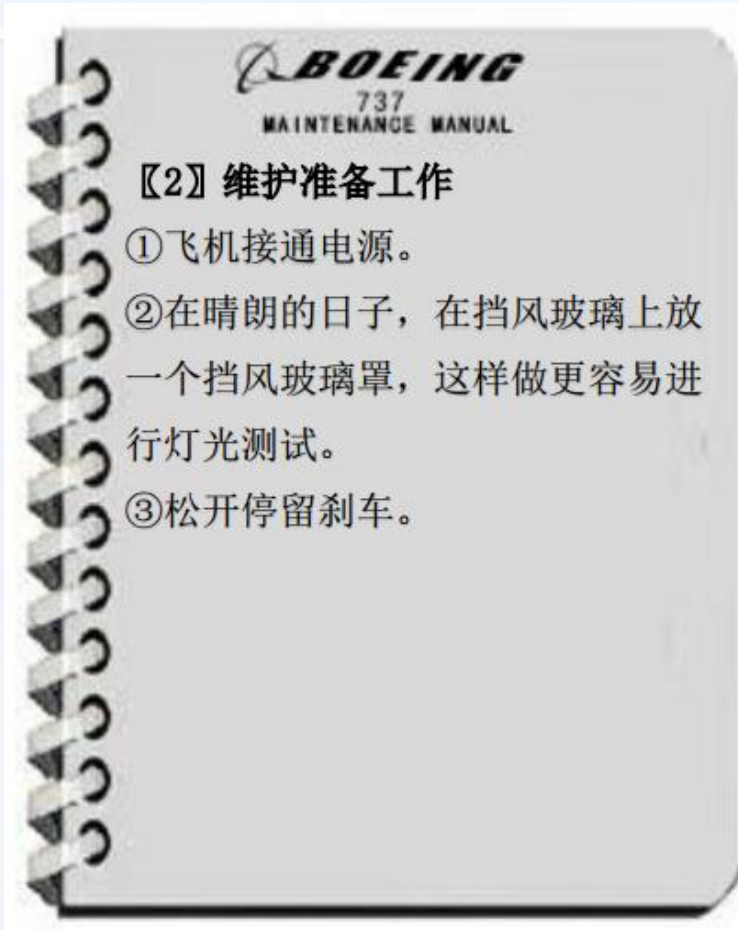 BOEING
737
MAINTENANCE MANUAL
〖2〗维护准备工作
①飞机接通电源。
②在晴朗的日子，在挡风玻璃上放
一个挡风玻璃罩，这样做更容易进
行灯光测试。
③松开停留刹车。